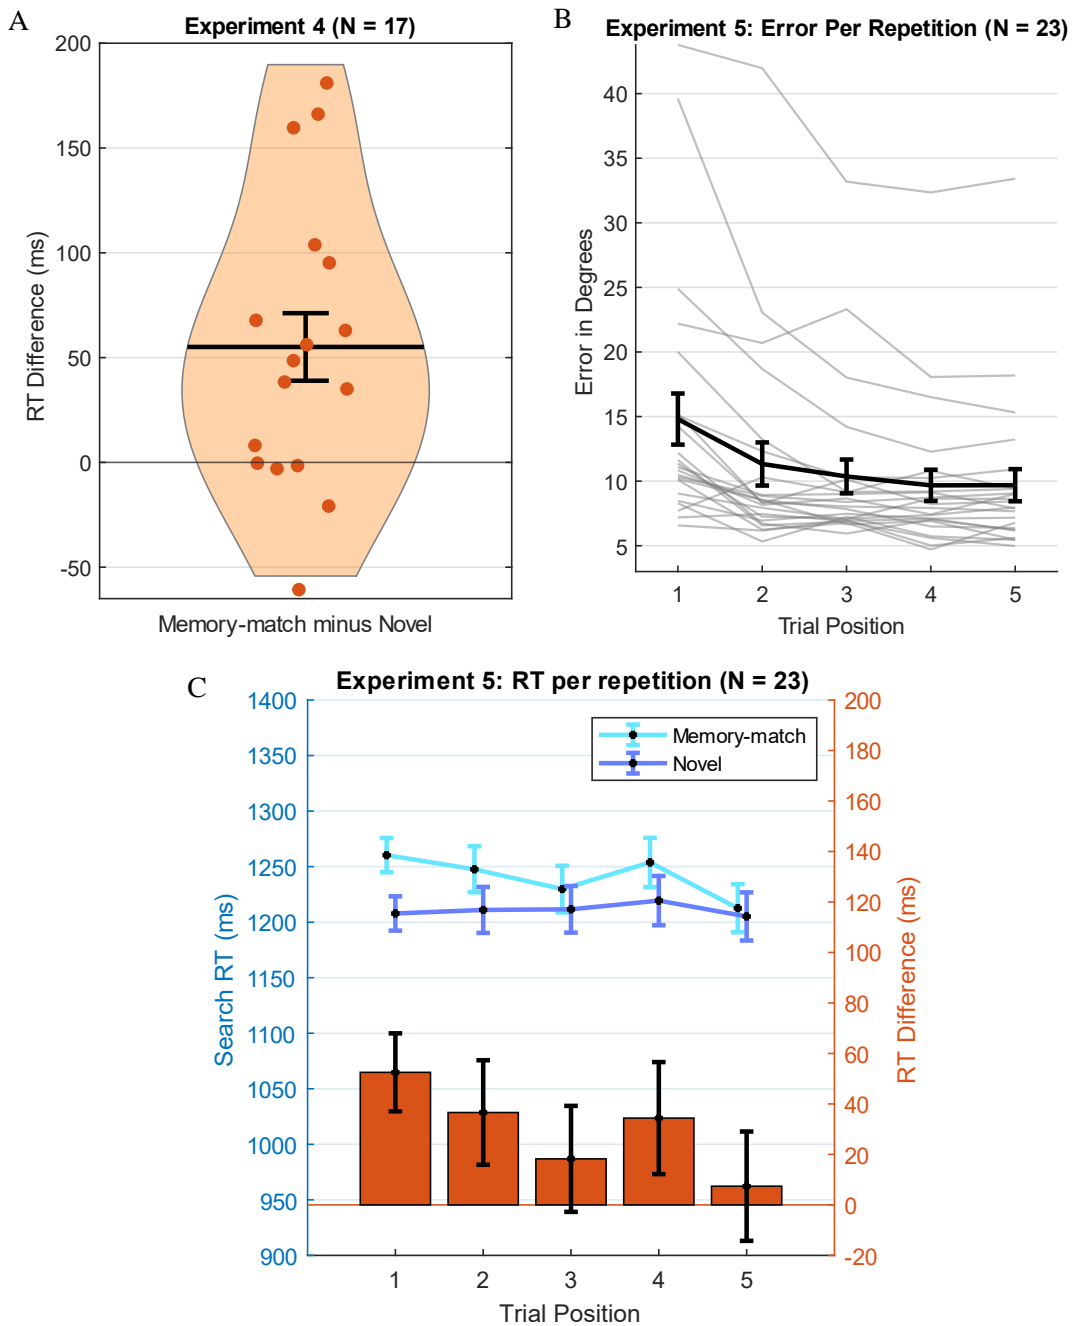 A
Experiment 4 (N = 17)
200
150
100
50
0
-50
RT Difference (ms)
Memory-match minus Novel
B
Experiment 5: Error Per Repetition (N = 23)
40
35
30
25
20
15
10
5
Error in Degrees
1 2 3 4 5
Trial Position
C
Experiment 5: RT per repetition (N = 23)
1400
1350
1300
1250
1200
1150
1100
1050
1000
950
900
Search RT (ms)
Memory-match
Novel
200
180
160
140
120
100
80
60
40
20
0
-20
RT Difference (ms)
1 2 3 4 5
Trial Position